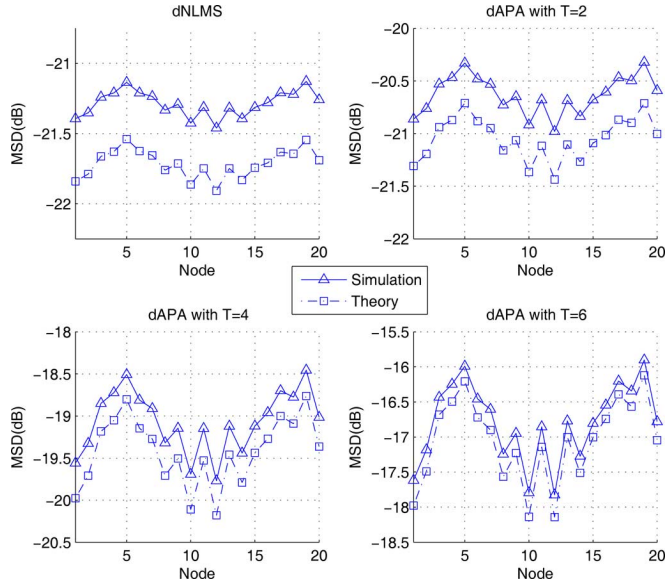 dNLMS
dAPA with T=2
−21
−21.5
−22
MSD(dB)
5
10
15
20
Node
−20
−20.5
−21
−21.5
−22
MSD(dB)
5
10
15
20
Node
Simulation
Theory
dAPA with T=4
dAPA with T=6
−18
−18.5
−19
−19.5
−20
−20.5
MSD(dB)
5
10
15
20
Node
−15.5
−16
−16.5
−17
−17.5
−18
−18.5
MSD(dB)
5
10
15
20
Node